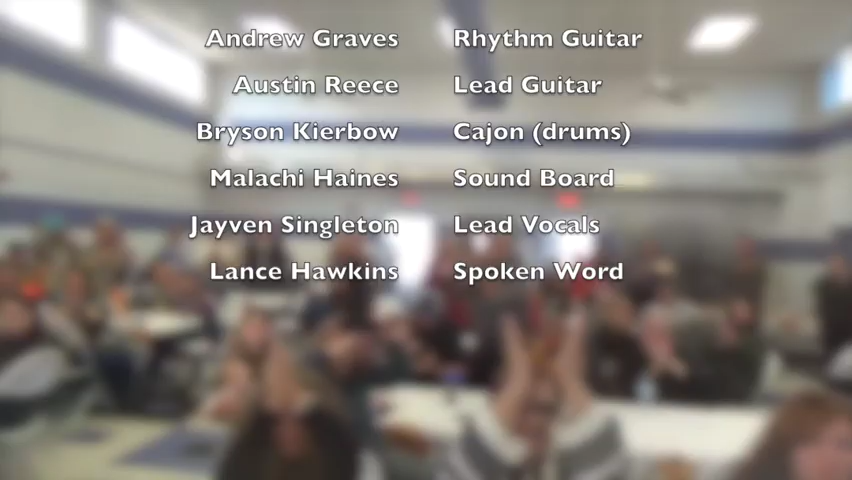 Andrew Graves Rhythm Guitar
Austin Reece Lead Guitar
Bryson Kierbow Cajon (drums)
Malachi Haines Sound Board
Jayven Singleton Lead Vocals
Lance Hawkins Spoken Word